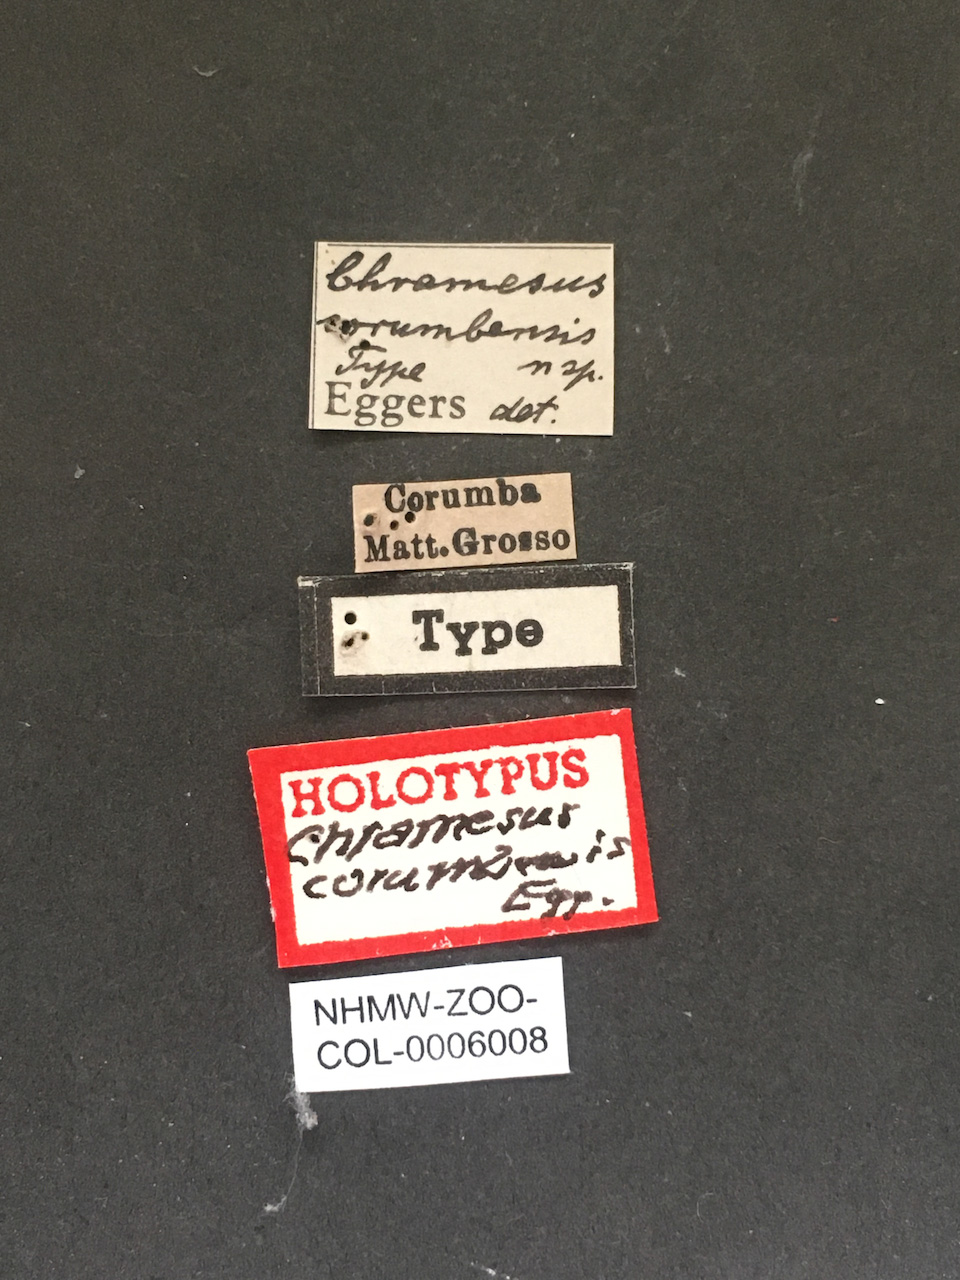 Chramesus
corumbensis
Type n sp.
Eggers det.
Corumba
Matt. Grosso
Type
HOLOTYPUS
Chramesus
corumbensis
Egg.
NHMW-ZOO-
COL-0006008